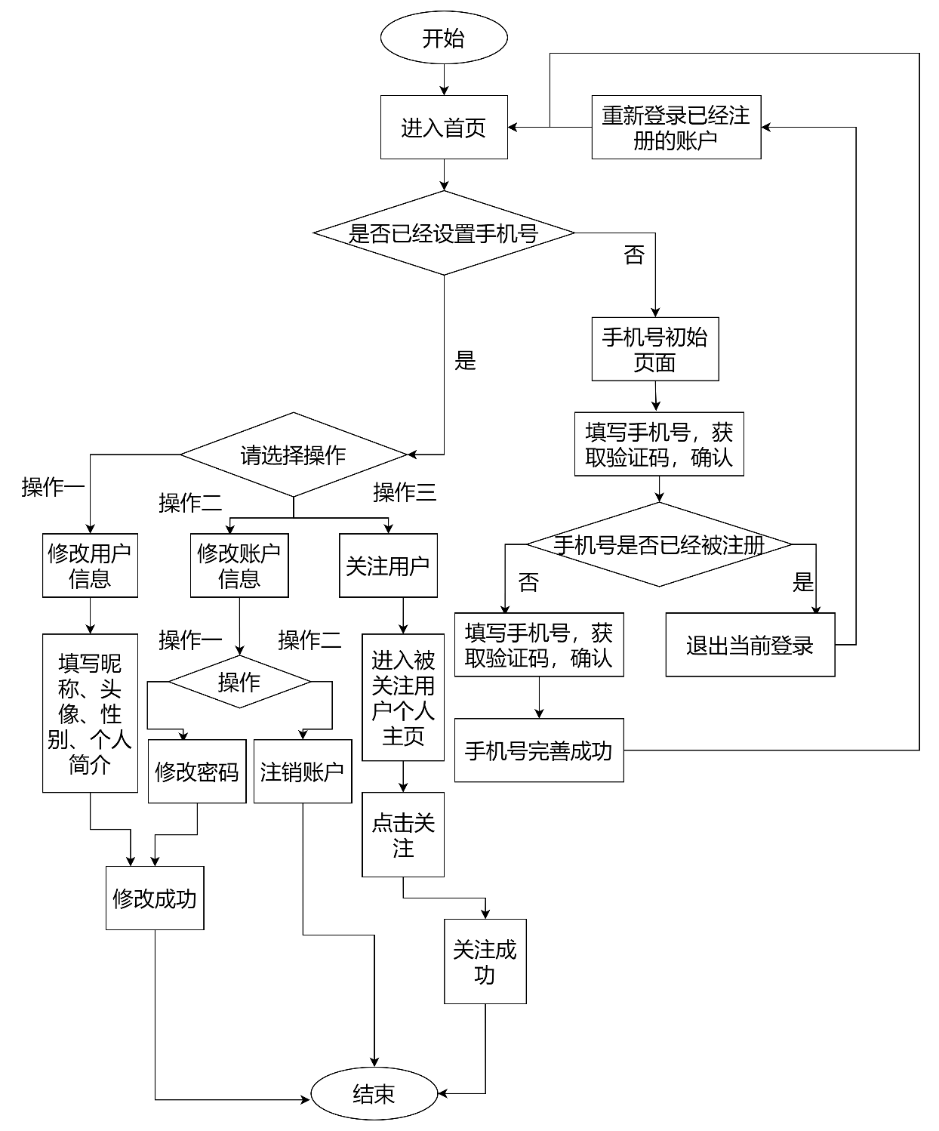 开始
进入首页
重新登录已经注
册的账户
是否已经设置手机号
否
手机号初始
页面
是
填写手机号，获
取验证码，确认
请选择操作
操作一
操作二
操作三
手机号是否已经被注册
修改用户
信息
修改账户
信息
关注用户
否
是
填写手机号，获
取验证码，确认
退出当前登录
操作一
操作二
操作
填写昵
称、头
像、性
别、个人
简介
进入被
关注用
户个人
主页
手机号完善成功
修改密码
注销账户
点击关
注
修改成功
关注成
功
结束